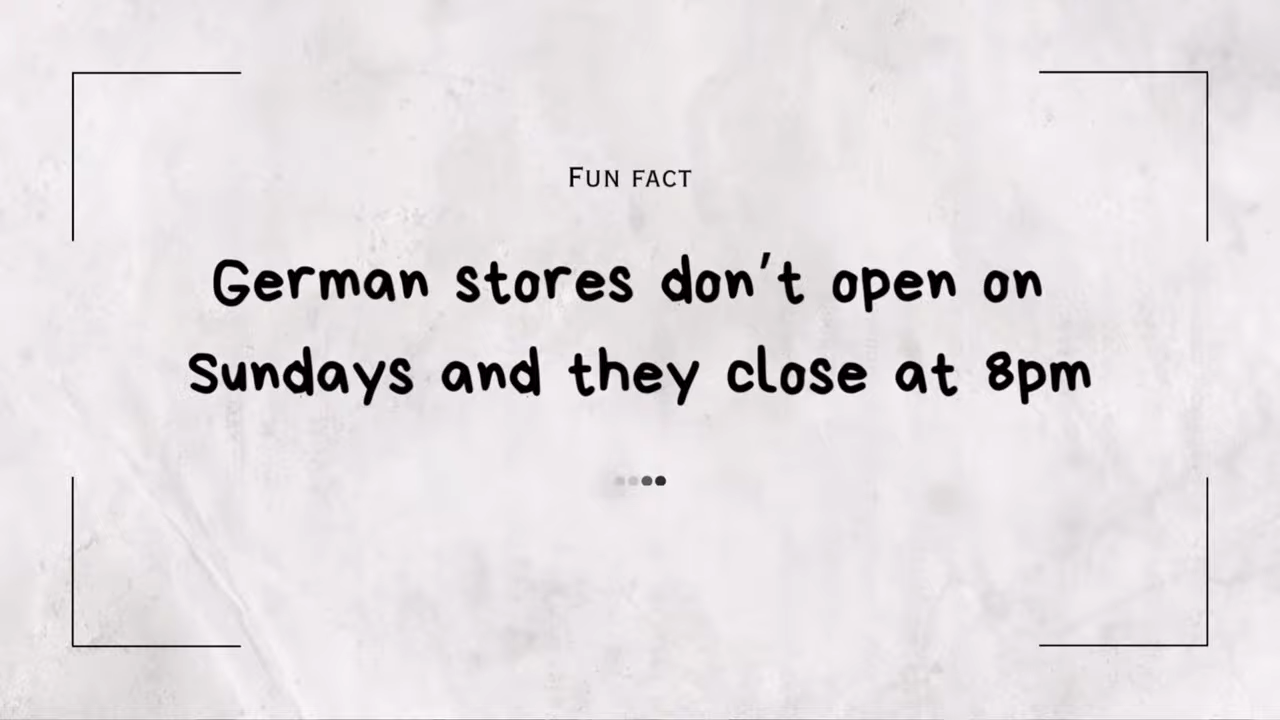 Fun fact
German stores don't open on
Sundays and they close at 8pm